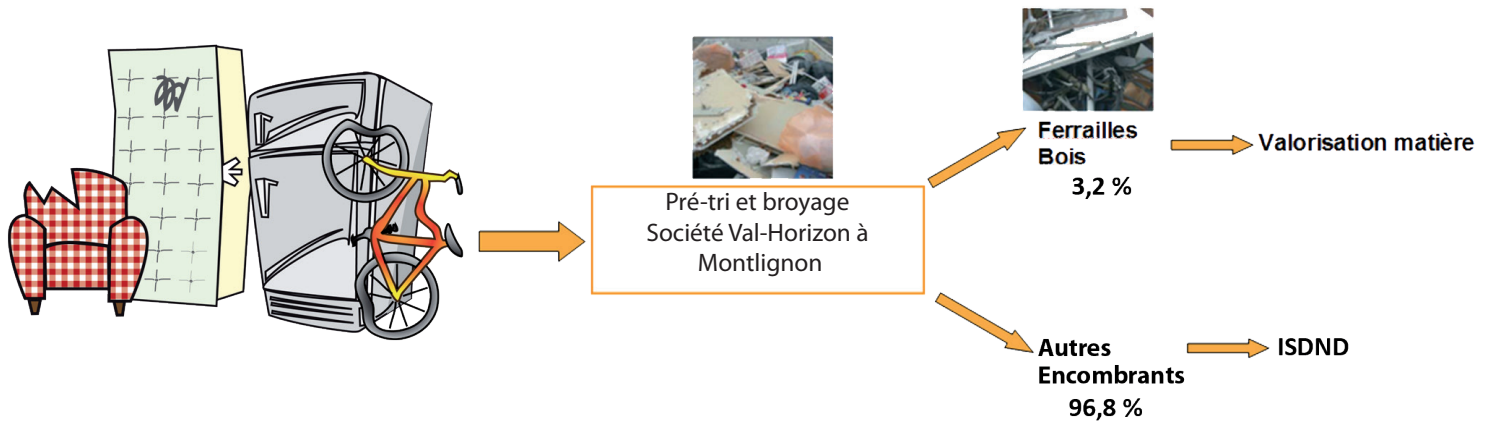 Pré-tri et broyage
Société Val-Horizon à
Montlignon
Ferrailles
Bois
3,2 %
Valorisation matière
Autres
Encombrants
96,8 %
ISDND